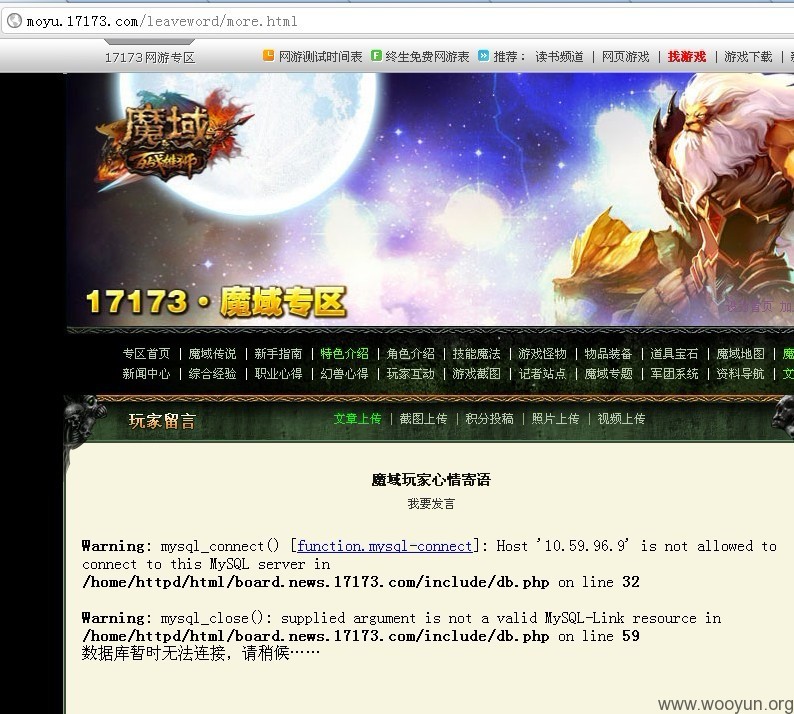 moyu.17173.com/leaveword/more.html
17173网游专区 网游测试时间表 终生免费网游表 推荐： 读书频道 | 网页游戏 | 找游戏 | 游戏下载 |
魔域
17173·魔域专区
专区首页 | 魔域传说 | 新手指南 | 特色介绍 | 角色介绍 | 技能魔法 | 游戏怪物 | 物品装备 | 道具宝石 | 魔域地图 |
新闻中心 | 综合经验 | 职业心得 | 幻兽心得 | 玩家互动 | 游戏截图 | 记者站点 | 魔域专题 | 军团系统 | 资料导航 |
玩家留言 文章上传 | 截图上传 | 积分投稿 | 照片上传 | 视频上传
魔域玩家心情寄语
我要发言
Warning: mysql_connect() [function.mysql-connect]: Host '10.59.96.9' is not allowed to
connect to this MySQL server in
/home/httpd/html/board.news.17173.com/include/db.php on line 32
Warning: mysql_close(): supplied argument is not a valid MySQL-Link resource in
/home/httpd/html/board.news.17173.com/include/db.php on line 59
数据库暂时无法连接，请稍候……
www.wooyun.org